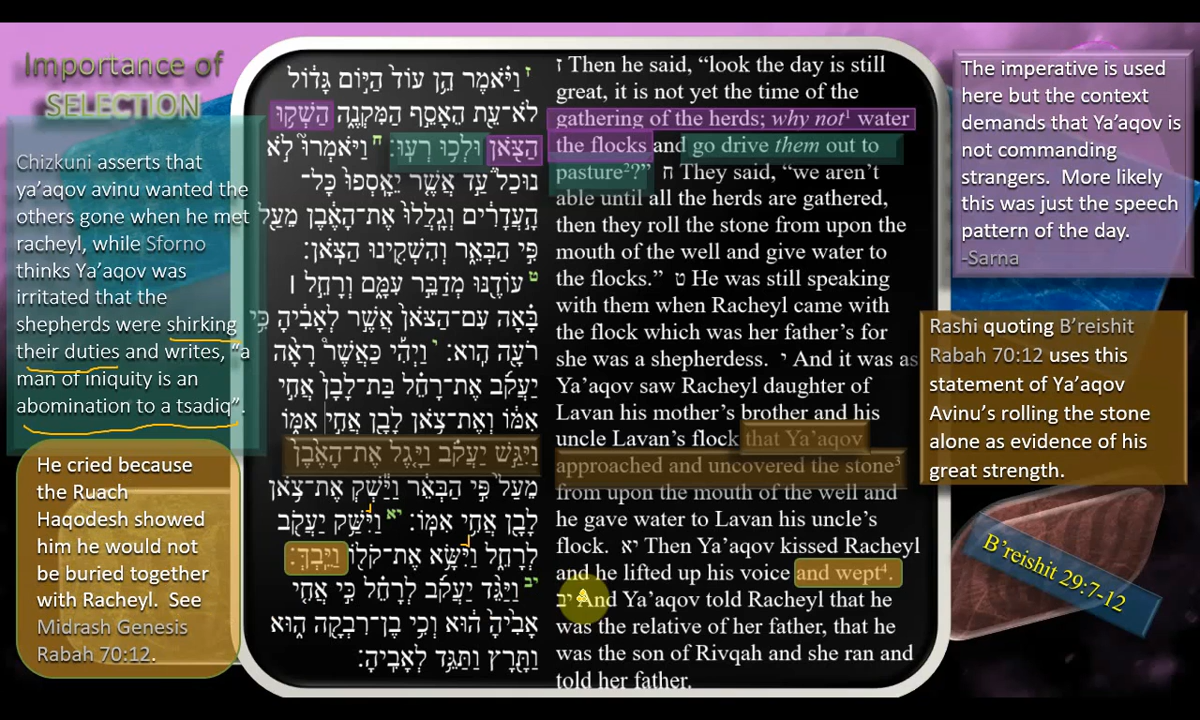 Importance of
SELECTION
Chizkuni asserts that
ya’aqov avinu wanted the
others gone when he met
racheyl, while Sforno
thinks Ya’aqov was
irritated that the
shepherds were shirking
their duties and writes, “a
man of iniquity is an
abomination to a tsadiq”.
He cried because
the Ruach
Haqodesh showed
him he would not
be buried together
with Racheyl. See
Midrash Genesis
Rabah 70:12.
ז וַיֹּ֗אמֶר הֵ֥ן עוֹד֙ הַיּ֣וֹם גָּד֔וֹל
לֹא־עֵ֖ת הֵאָסֵ֣ף הַמִּקְנֶ֑ה הַשְׁק֥וּ
הַצֹּ֖אן וּלְכ֥וּ רְעֽוּ׃ ח וַיֹּאמְרוּ֮ לֹ֣א
נוּכַל֒ עַ֣ד אֲשֶׁ֤ר יֵאָֽסְפוּ֙ כׇּל־
הָ֣עֲדָרִ֔ים וְגָֽלְלוּ֙ אֶת־הָאֶ֔בֶן מֵעַ֖ל
פִּ֣י הַבְּאֵ֑ר וְהִשְׁקִ֖ינוּ הַצֹּֽאן׃
ט עוֹדֶ֖נּוּ מְדַבֵּ֣ר עִמָּ֑ם וְרָחֵ֣ל ׀
בָּ֗אָה עִם־הַצֹּאן֙ אֲשֶׁ֣ר לְאָבִ֔יהָ כִּ֥י
רֹעָ֖ה הִֽוא׃ י וַיְהִ֡י כַּאֲשֶׁר֩ רָאָ֨ה
יַעֲקֹ֜ב אֶת־רָחֵ֗ל בַּת־לָבָן֙ אֲחִ֣י
אִמּ֔וֹ וְאֶת־צֹ֥אן לָבָ֖ן אֲחִ֣י אִמּ֑וֹ
וַיִּגַּ֣שׁ יַעֲקֹ֗ב וַיָּ֤גֶל אֶת־הָאֶ֙בֶן֙
מֵעַל֙ פִּ֣י הַבְּאֵ֔ר וַיַּ֕שְׁקְ אֶת־צֹ֥אן
לָבָ֖ן אֲחִ֥י אִמּֽוֹ׃ יא וַיִּשַּׁ֥ק יַעֲקֹ֖ב
לְרָחֵ֑ל וַיִּשָּׂ֥א אֶת־קֹל֖וֹ וַיֵּֽבְךְּ׃
יב וַיַּגֵּ֨ד יַעֲקֹ֜ב לְרָחֵ֗ל כִּ֣י אֲחִ֤י
אָבִ֙יהָ֙ ה֔וּא וְכִ֥י בֶן־רִבְקָ֖ה ה֑וּא
וַתָּ֖רׇץ וַתַּגֵּ֥ד לְאָבִֽיהָ׃
ז Then he said, “look the day is still
great, it is not yet the time of the
gathering of the herds; why not¹ water
the flocks and go drive them out to
pasture²?” ח They said, “we aren’t
able until all the herds are gathered,
then they roll the stone from upon the
mouth of the well and give water to
the flocks.” ט He was still speaking
with them when Racheyl came with
the flock which was her father’s for
she was a shepherdess. י And it was as
Ya’aqov saw Racheyl daughter of
Lavan his mother’s brother and his
uncle Lavan’s flock that Ya’aqov
approached and uncovered the stone³
from upon the mouth of the well and
he gave water to Lavan his uncle’s
flock. יא Then Ya’aqov kissed Racheyl
and he lifted up his voice and wept⁴.
יב And Ya’aqov told Racheyl that he
was the relative of her father, that he
was the son of Rivqah and she ran and
told her father.
The imperative is used
here but the context
demands that Ya’aqov is
not commanding
strangers. More likely
this was just the speech
pattern of the day.
-Sarna
Rashi quoting B’reishit
Rabah 70:12 uses this
statement of Ya’aqov
Avinu’s rolling the stone
alone as evidence of his
great strength.
B’reishit 29:7-12